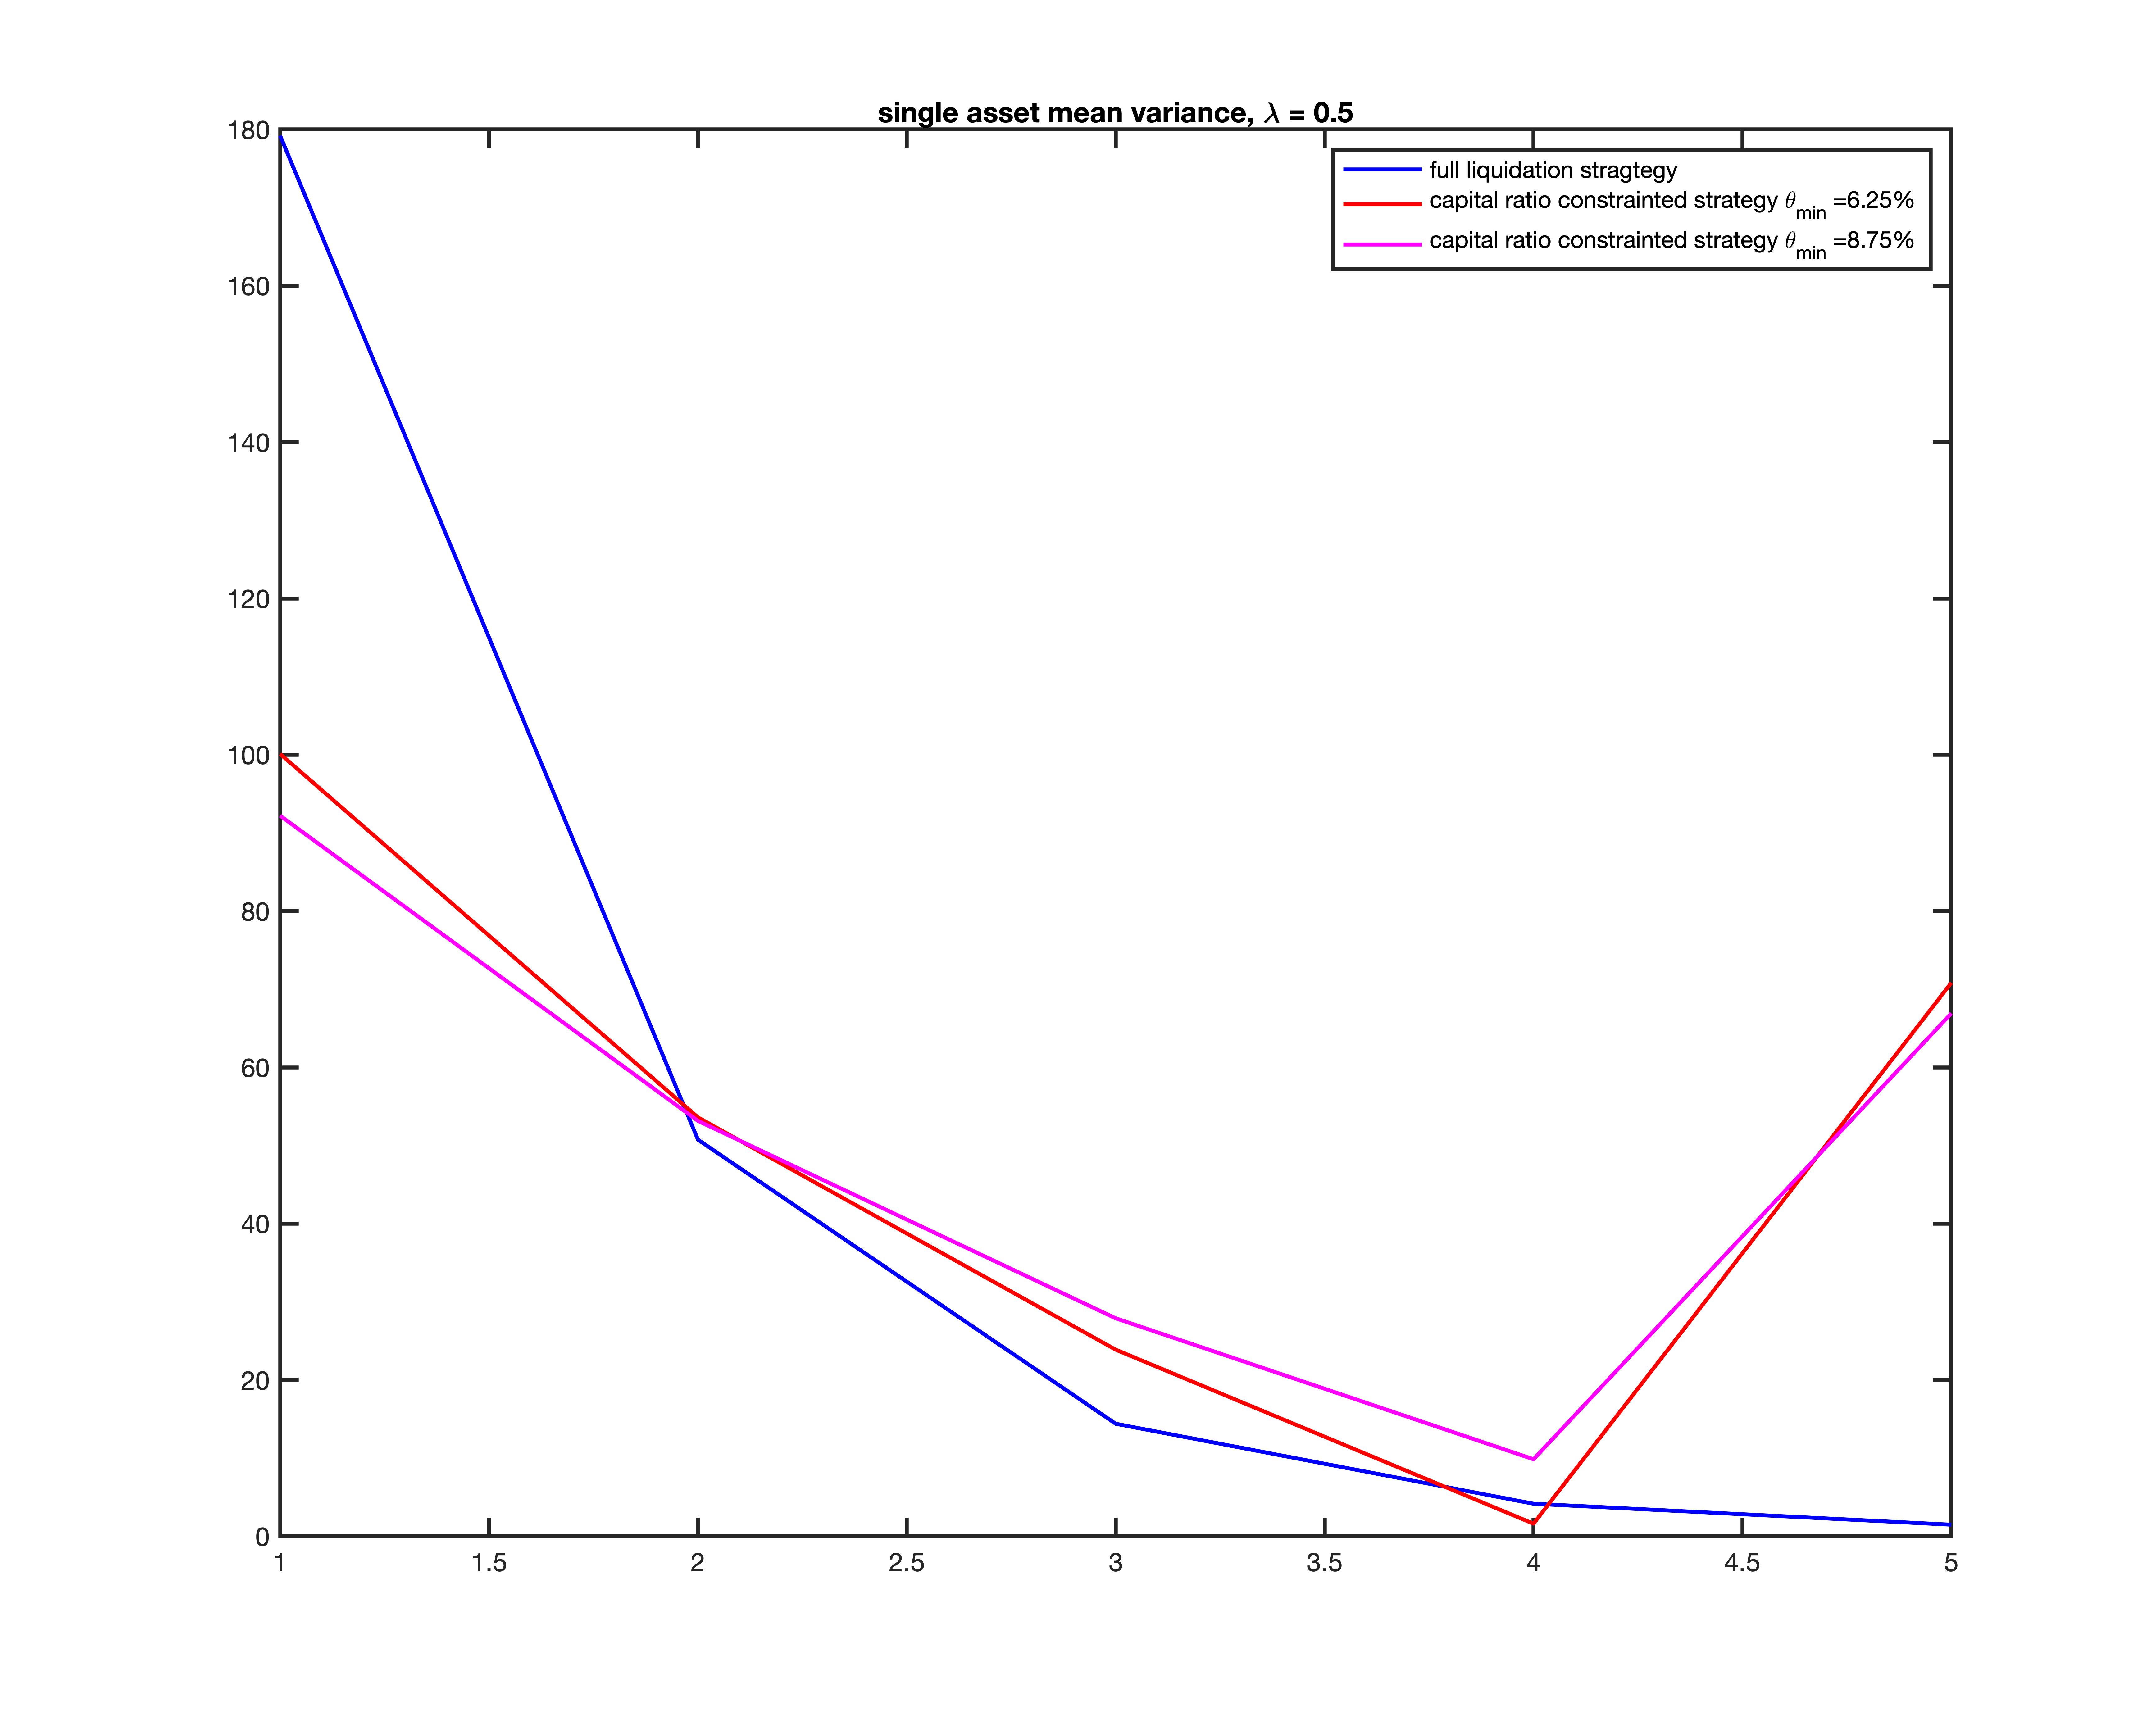 single asset mean variance, λ = 0.5
full liquidation stragtegy
capital ratio constrainted strategy θmin =6.25%
capital ratio constrainted strategy θmin =8.75%
180
160
140
120
100
80
60
40
20
0
1 1.5 2 2.5 3 3.5 4 4.5 5